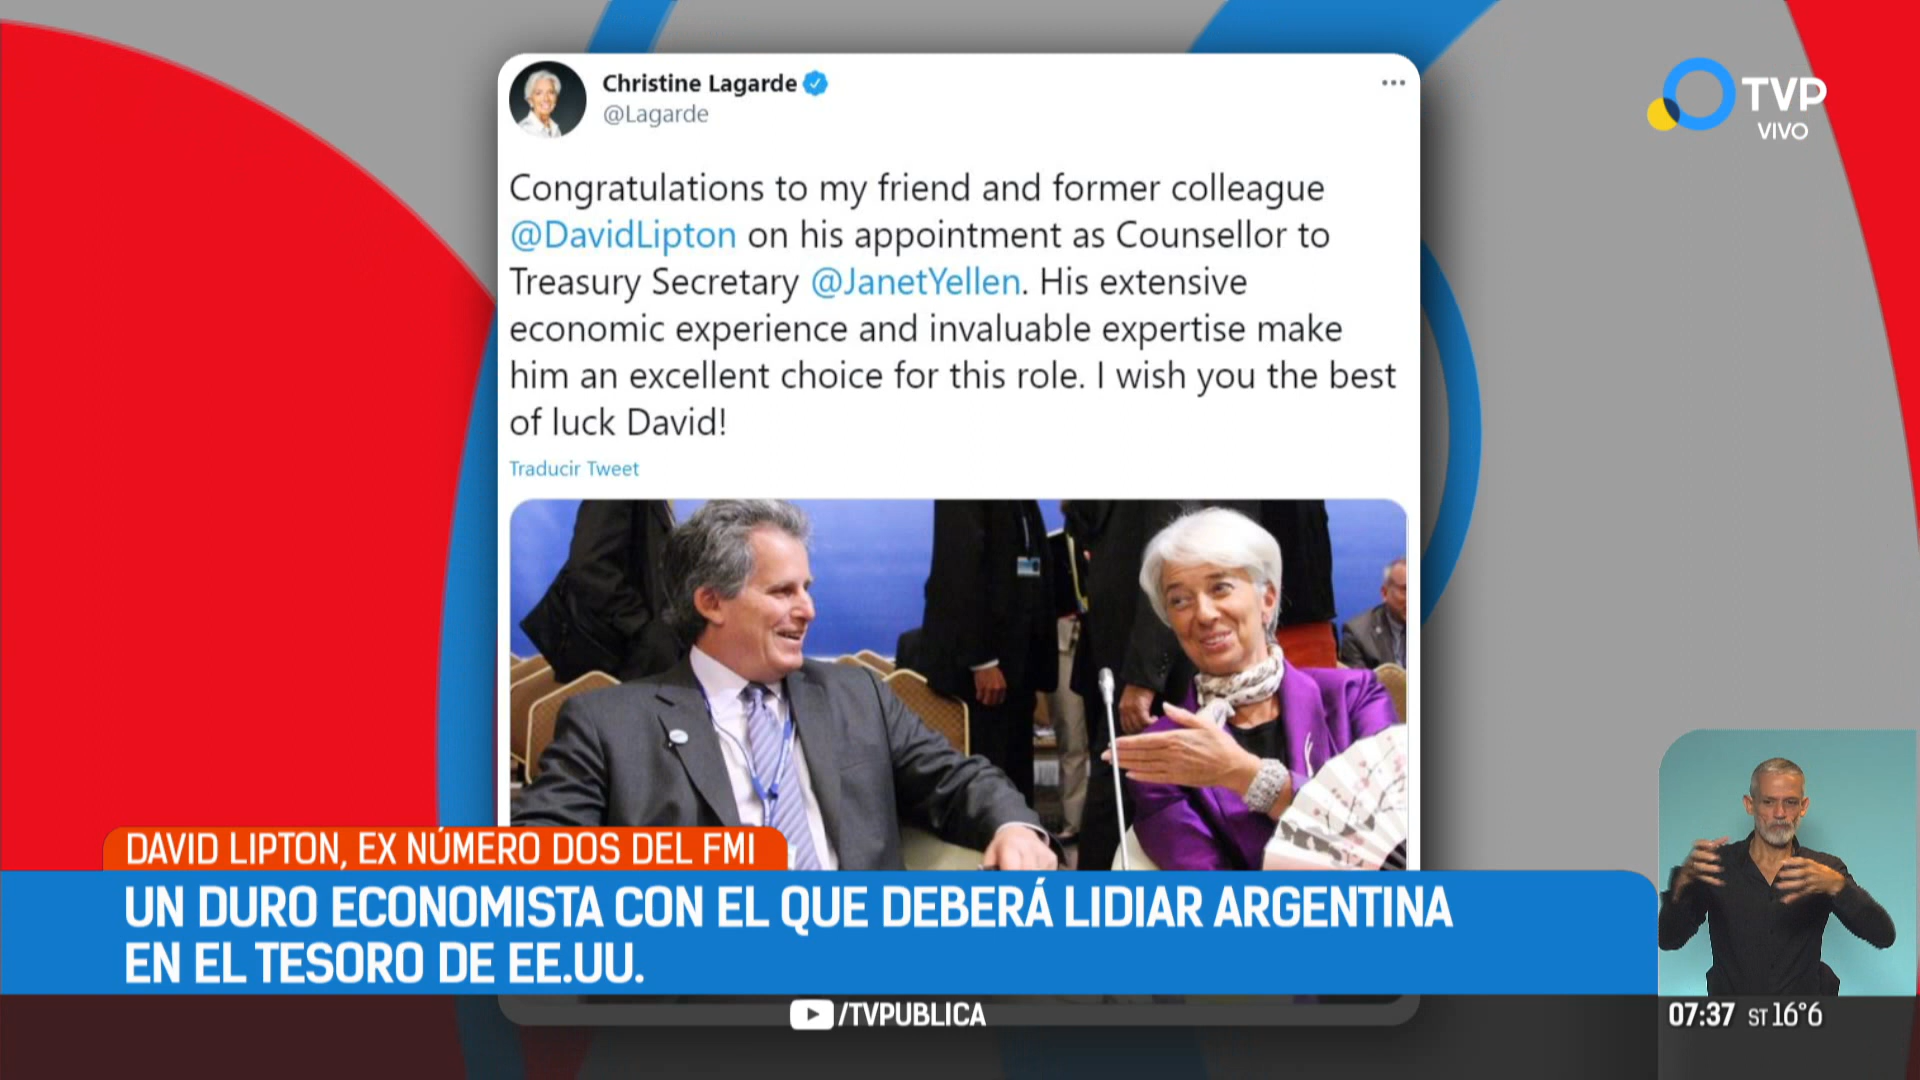 Christine Lagarde
@Lagarde
TVP
VIVO
Congratulations to my friend and former colleague
@DavidLipton on his appointment as Counsellor to
Treasury Secretary @JanetYellen. His extensive
economic experience and invaluable expertise make
him an excellent choice for this role. I wish you the best
of luck David!
Traducir Tweet
DAVID LIPTON, EX NÚMERO DOS DEL FMI
UN DURO ECONOMISTA CON EL QUE DEBERÁ LIDIAR ARGENTINA
EN EL TESORO DE EE.UU.
/TVPUBLICA
07:37 ST 16°6